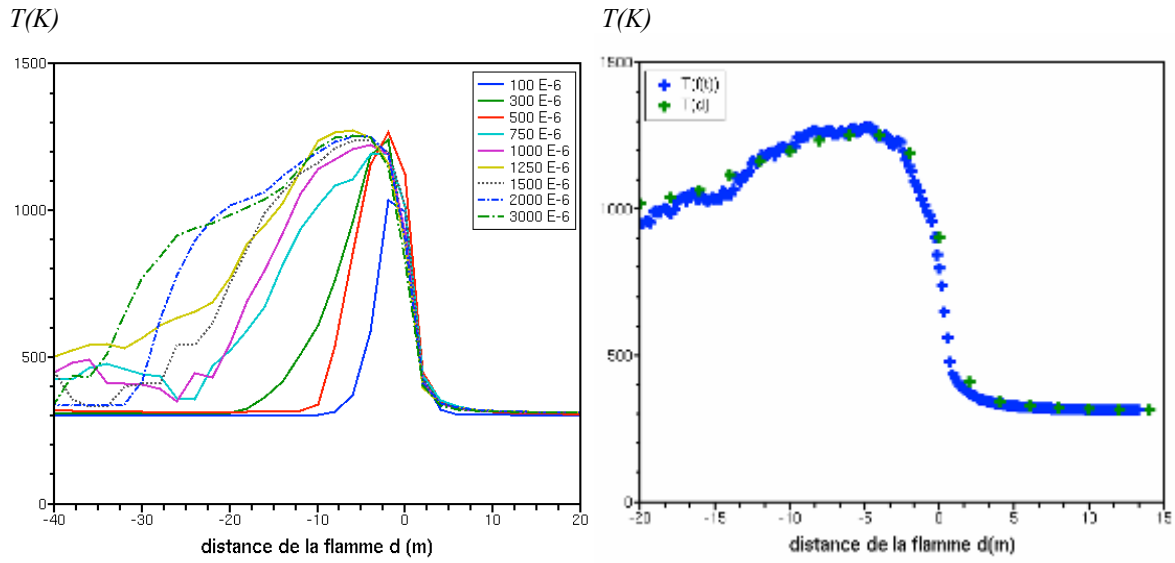 T(K)
1500
1000
500
0
-40
-30
-20
-10
0
10
20
distance de la flamme d (m)
100 E-6
300 E-6
500 E-6
750 E-6
1000 E-6
1250 E-6
1500 E-6
2000 E-6
3000 E-6
T(K)
1500
1000
500
0
-20
-15
-10
-5
0
5
10
15
distance de la flamme d(m)
T(f(t))
T(d)